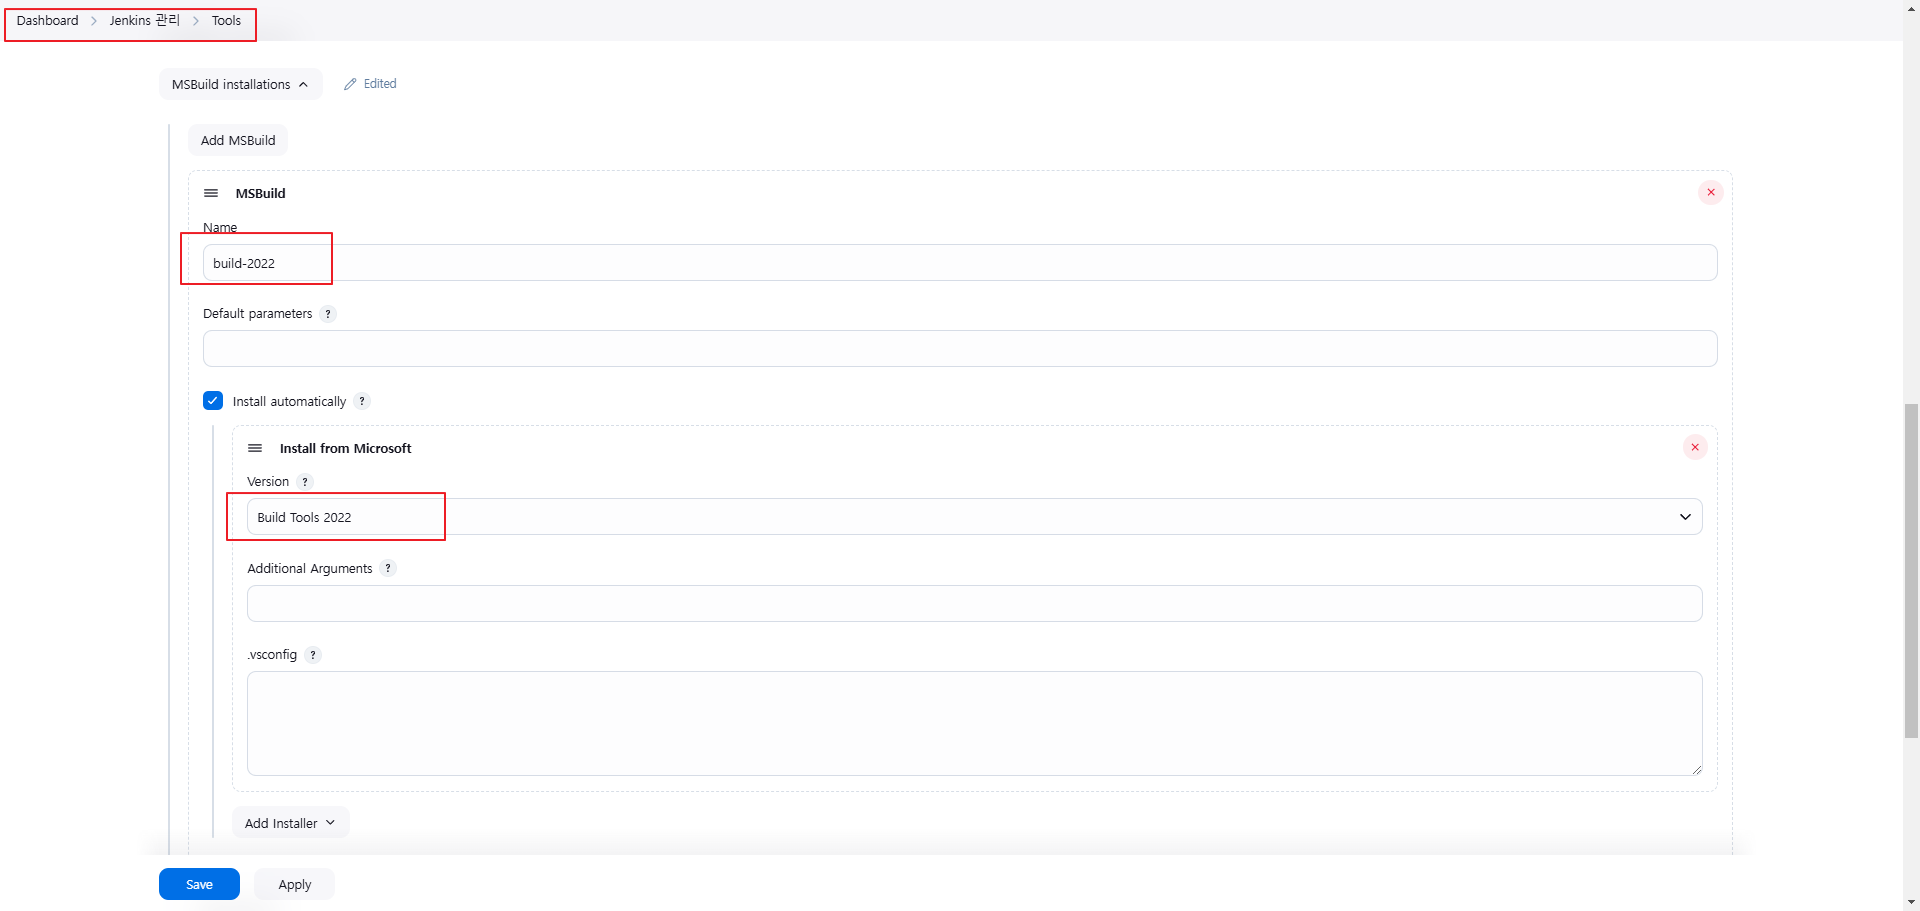 Dashboard > Jenkins 관리 > Tools
MSBuild installations
Edited
Add MSBuild
MSBuild
Name
build-2022
Default parameters ?
Install automatically ?
Install from Microsoft
Version ?
Build Tools 2022
Additional Arguments ?
.vsconfig ?
Add Installer
Save Apply